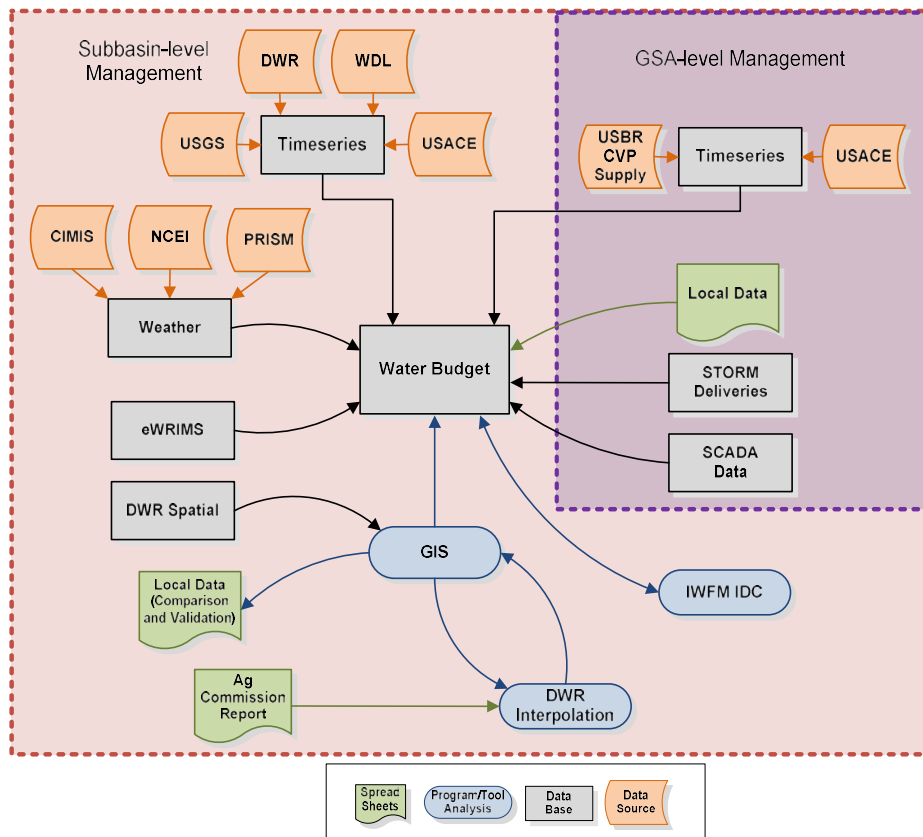 Subbasin-level
Management
GSA-level Management
DWR
WDL
USGS
Timeseries
USACE
USBR
CVP
Supply
Timeseries
USACE
CIMIS
NCEI
PRISM
Local Data
Weather
Water Budget
STORM
Deliveries
eWRIMS
SCADA
Data
DWR Spatial
GIS
Local Data
(Comparison
and Validation)
IWFM IDC
Ag
Commission
Report
DWR
Interpolation
Spread
Sheets
Program/Tool
Analysis
Data
Base
Data
Source